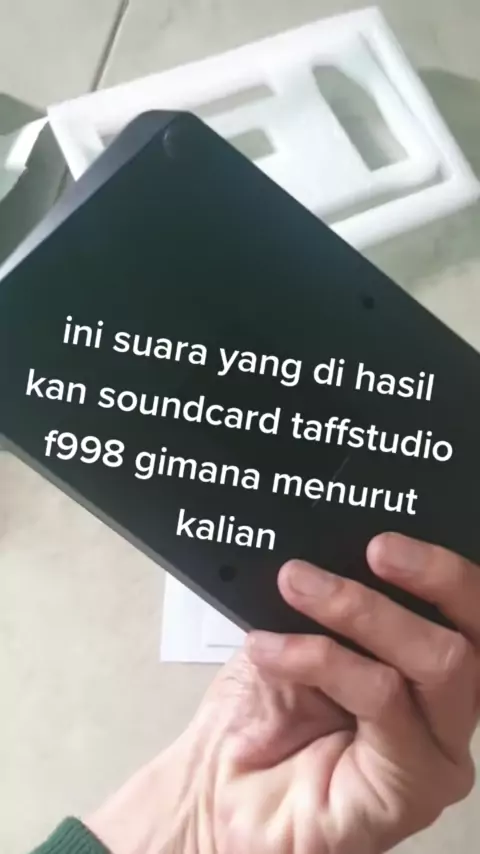 ini suara yang di hasil
kan soundcard taffstudio
f998 gimana menurut
kalian